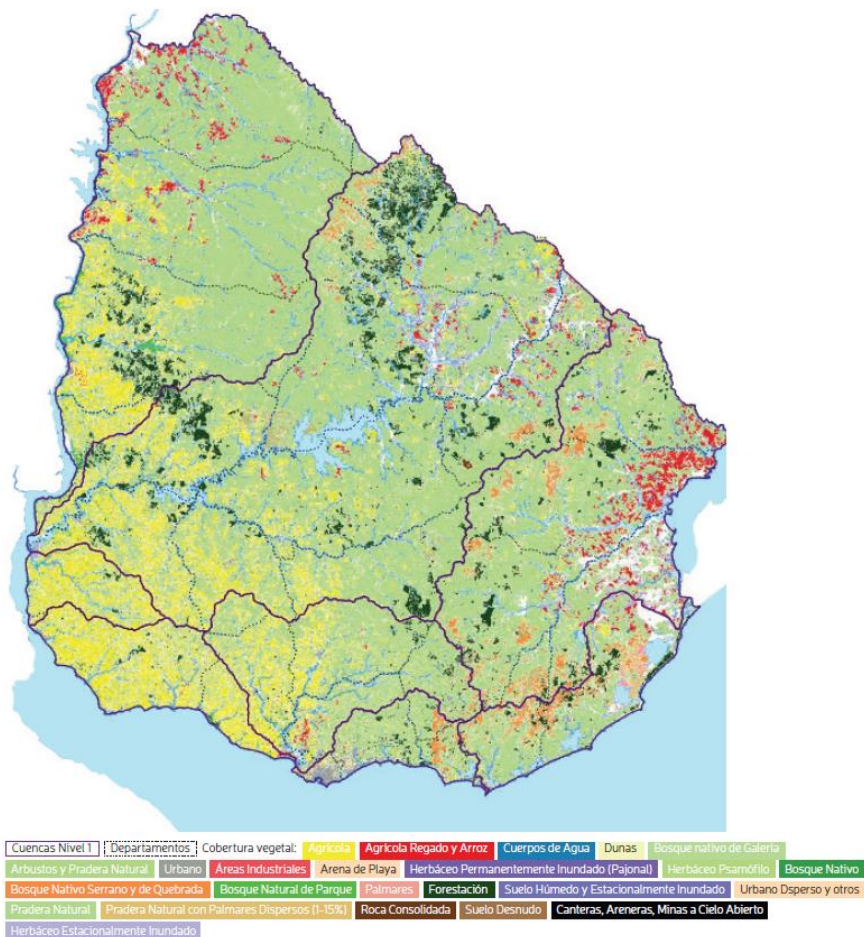 Cuencas Nivel 1 Departamentos Cobertura vegetal: Agrícola Agrícola Regado y Arroz Cuerpos de Agua Dunas Bosque nativo de Galería
Arbustos y Pradera Natural Urbano Áreas Industriales Arena de Playa Herbáceo Permanentemente Inundado (Pajonal) Herbáceo Psamófilo Bosque Nativo
Bosque Nativo Serrano y de Quebrada Bosque Natural de Parque Palmares Forestación Suelo Húmedo y Estacionalmente Inundado Urbano Dsperso y otros
Pradera Natural Pradera Natural con Palmares Dispersos (1-15%) Roca Consolidada Suelo Desnudo Canteras, Areneras, Minas a Cielo Abierto
Herbáceo Estacionalmente Inundado